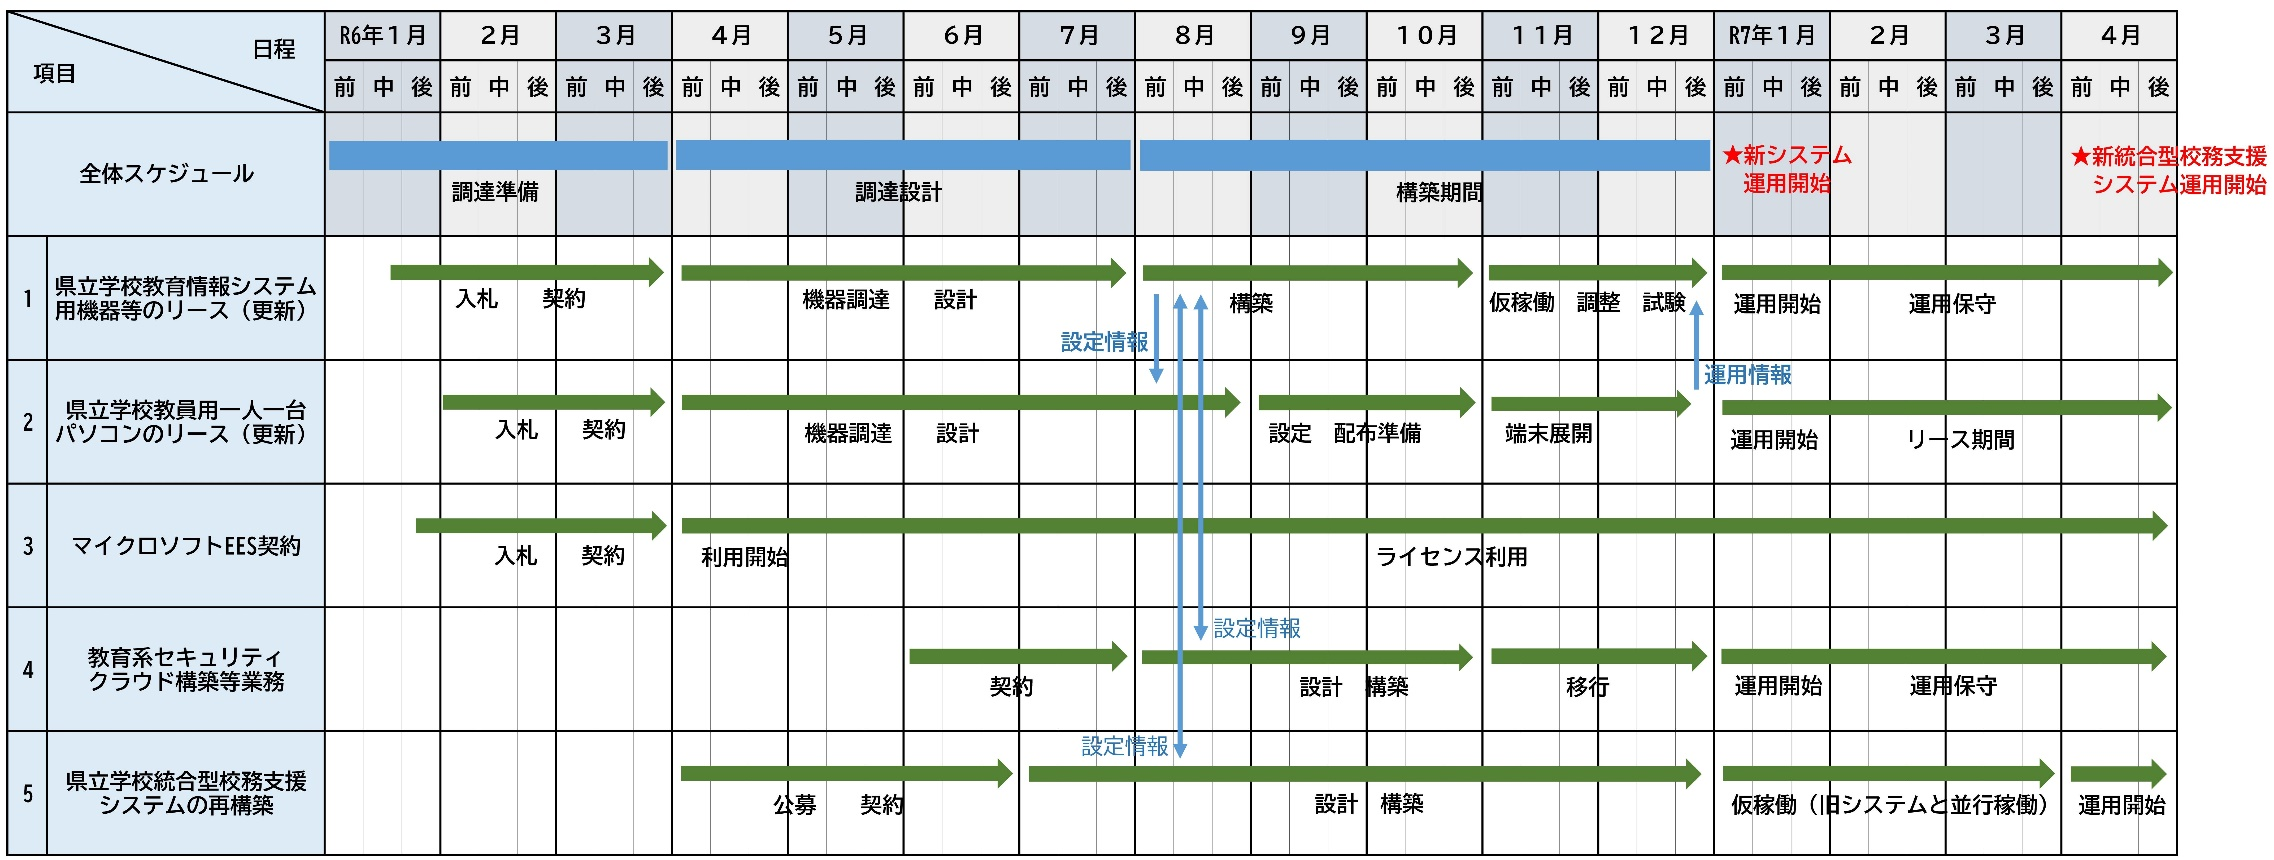 日程
項目
R6年１月 ２月 ３月 ４月 ５月 ６月 ７月 ８月 ９月 １０月 １１月 １２月 R7年１月 ２月 ３月 ４月
前 中 後 前 中 後 前 中 後 前 中 後 前 中 後 前 中 後 前 中 後 前 中 後 前 中 後 前 中 後 前 中 後 前 中 後 前 中 後 前 中 後 前 中 後 前 中 後
全体スケジュール
調達準備
調達設計
構築期間
★新システム
運用開始
★新統合型校務支援
システム運用開始
1
県立学校教育情報システム
用機器等のリース（更新）
入札 契約
機器調達 設計
構築
仮稼働 調整 試験
運用開始
運用保守
設定情報
運用情報
2
県立学校教員用一人一台
パソコンのリース（更新）
入札 契約
機器調達 設計
設定 配布準備
端末展開
運用開始
リース期間
3
マイクロソフトEES契約
入札 契約
利用開始
ライセンス利用
設定情報
4
教育系セキュリティ
クラウド構築等業務
契約
設計 構築
移行
運用開始
運用保守
設定情報
5
県立学校統合型校務支援
システムの再構築
公募 契約
設計 構築
仮稼働（旧システムと並行稼働）
運用開始